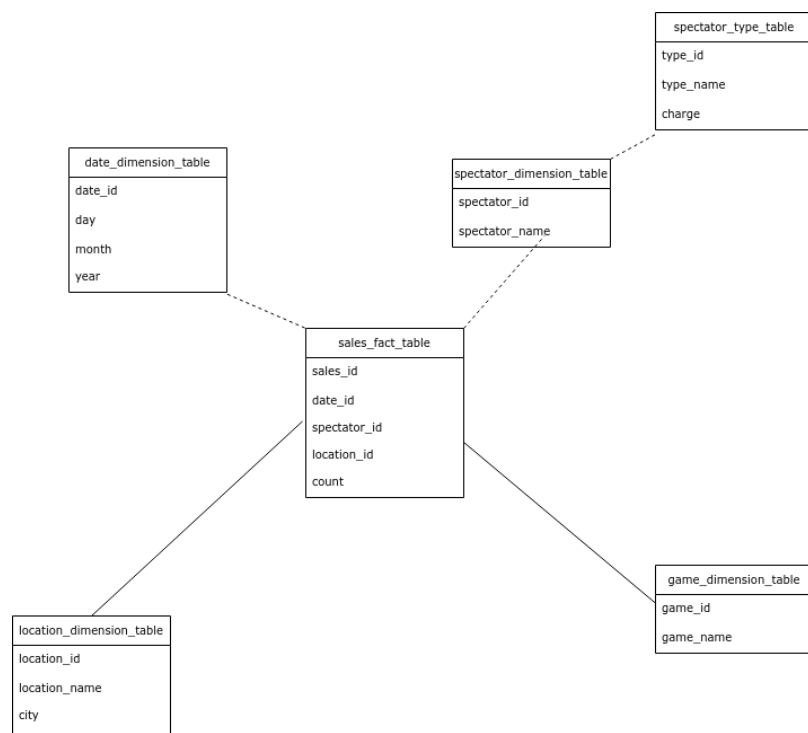 spectator_type_table
type_id
type_name
charge
date_dimension_table
date_id
day
month
year
spectator_dimension_table
spectator_id
spectator_name
sales_fact_table
sales_id
date_id
spectator_id
location_id
count
game_dimension_table
game_id
game_name
location_dimension_table
location_id
location_name
city